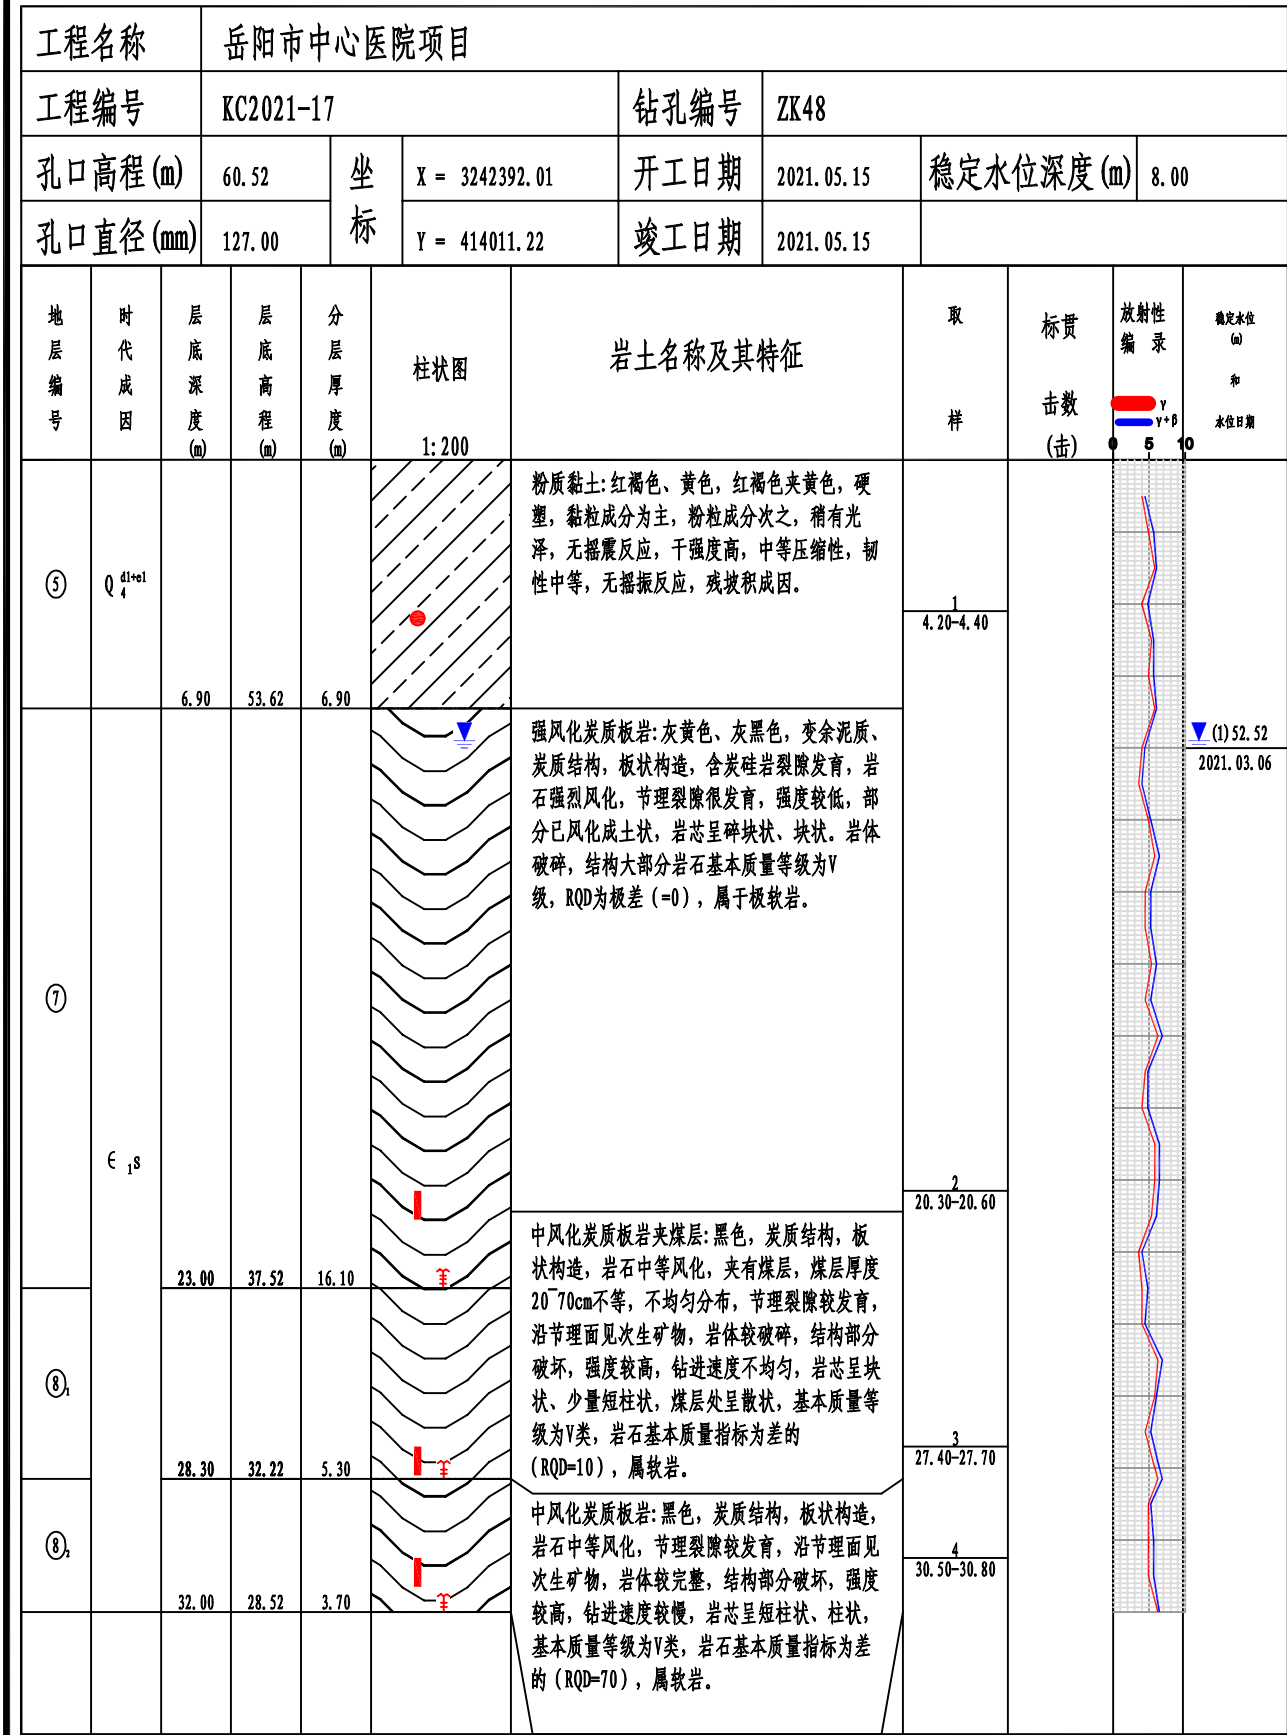 工程名称 岳阳市中心医院项目
工程编号 KC2021-17 钻孔编号 ZK48
孔口高程(m) 60.52 坐标 X = 3242392.01 开工日期 2021.05.15 稳定水位深度(m) 8.00
孔口直径(mm) 127.00 Y = 414011.22 竣工日期 2021.05.15
地层编号 时代成因 层底深度(m) 层底高程(m) 分层厚度(m) 柱状图 1:200 岩土名称及其特征 取样 标贯击数(击) 放射性编录 γ γ+β 0 5 10 稳定水位(m)和水位日期
粉质黏土:红褐色、黄色，红褐色夹黄色，硬
塑，黏粒成分为主，粉粒成分次之，稍有光
泽，无摇震反应，干强度高，中等压缩性，韧
性中等，无摇振反应，残坡积成因。
⑤ Q4 dl+el
1
4.20-4.40
6.90 53.62 6.90
强风化炭质板岩:灰黄色、灰黑色，变余泥质、
炭质结构，板状构造，含炭硅岩裂隙发育，岩
石强烈风化，节理裂隙很发育，强度较低，部
分已风化成土状，岩芯呈碎块状、块状。岩体
破碎，结构大部分岩石基本质量等级为V
级，RQD为极差（=0），属于极软岩。
(1)52.52
2021.03.06
⑦
∈1s
2
20.30-20.60
23.00 37.52 16.10
中风化炭质板岩夹煤层:黑色，炭质结构，板
状构造，岩石中等风化，夹有煤层，煤层厚度
20~70cm不等，不均匀分布，节理裂隙较发育，
沿节理面见次生矿物，岩体较破碎，结构部分
破坏，强度较高，钻进速度不均匀，岩芯呈块
状、少量短柱状，煤层处呈散状，基本质量等
级为V类，岩石基本质量指标为差的
（RQD=10），属软岩。
⑧1
3
27.40-27.70
28.30 32.22 5.30
中风化炭质板岩:黑色，炭质结构，板状构造，
岩石中等风化，节理裂隙较发育，沿节理面见
次生矿物，岩体较完整，结构部分破坏，强度
较高，钻进速度较慢，岩芯呈短柱状、柱状，
基本质量等级为V类，岩石基本质量指标为差
的（RQD=70），属软岩。
⑧2
4
30.50-30.80
32.00 28.52 3.70